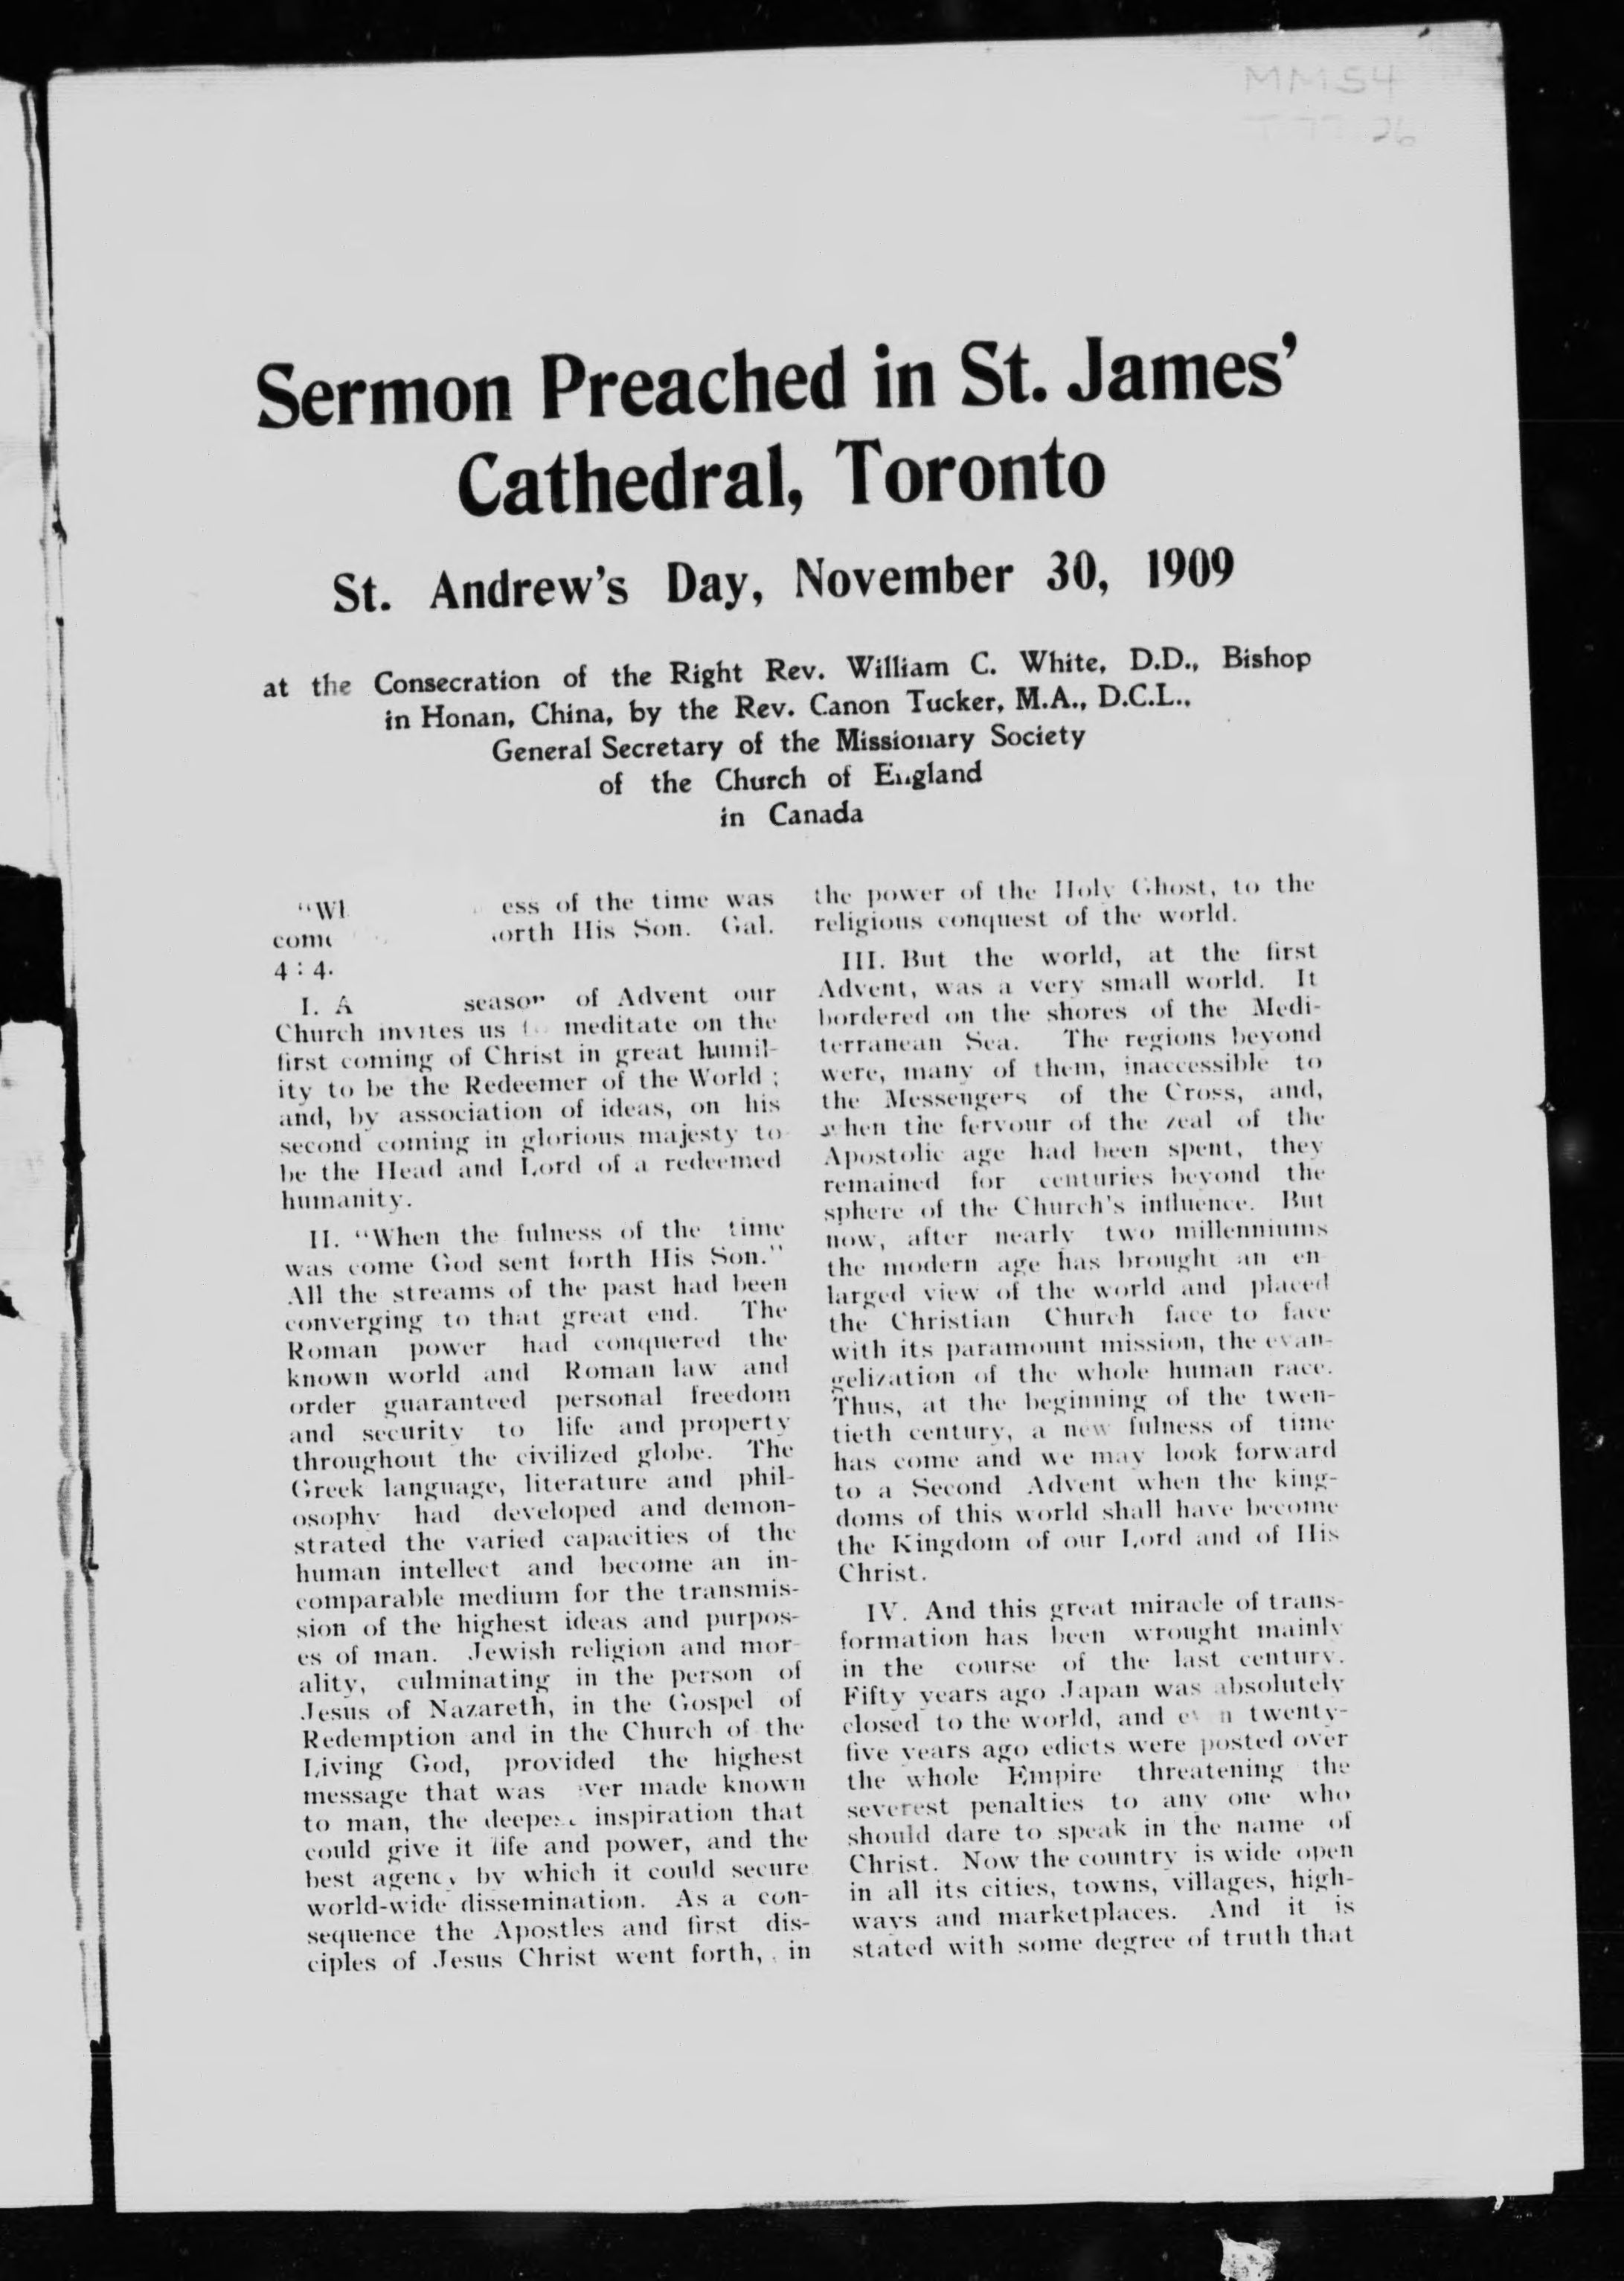 MM54
Sermon Preached in St. James'
Cathedral, Toronto
St. Andrew's Day, November 30, 1909
at the Consecration of the Right Rev. William C. White, D.D., Bishop
in Honan, China, by the Rev. Canon Tucker, M.A., D.C.L.,
General Secretary of the Missionary Society
of the Church of England
in Canada
of the time was
His Son. Gal.
4 : 4.
I. season of Advent our
Church invites us to meditate on the
first coming of Christ in great humil-
ity to be the Redeemer of the World ;
and, by association of ideas, on his
second coming in glorious majesty to
be the Head and Lord of a redeemed
humanity.
II. "When the fulness of the time
was come God sent forth His Son."
All the streams of the past had been
converging to that great end. The
Roman power had conquered the
known world and Roman law and
order guaranteed personal freedom
and security to life and property
throughout the civilized globe. The
Greek language, literature and phil-
osophy had developed and demon-
strated the varied capacities of the
human intellect and become an in-
comparable medium for the transmis-
sion of the highest ideas and purpos-
es of man. Jewish religion and mor-
ality, culminating in the person of
Jesus of Nazareth, in the Gospel of
Redemption and in the Church of the
Living God, provided the highest
message that was ever made known
to man, the deepest inspiration that
could give it life and power, and the
best agency by which it could secure
world-wide dissemination. As a con-
sequence the Apostles and first dis-
ciples of Jesus Christ went forth, in
the power of the Holy Ghost, to the
religious conquest of the world.
III. But the world, at the first
Advent, was a very small world. It
bordered on the shores of the Medi-
terranean Sea. The regions beyond
were, many of them, inaccessible to
the Messengers of the Cross, and,
when the fervour of the zeal of the
Apostolic age had been spent, they
remained for centuries beyond the
sphere of the Church's influence. But
now, after nearly two millenniums
the modern age has brought an en-
larged view of the world and placed
the Christian Church face to face
with its paramount mission, the evan-
gelization of the whole human race.
Thus, at the beginning of the twen-
tieth century, a new fulness of time
has come and we may look forward
to a Second Advent when the king-
doms of this world shall have become
the Kingdom of our Lord and of His
Christ.
IV. And this great miracle of trans-
formation has been wrought mainly
in the course of the last century.
Fifty years ago Japan was absolutely
closed to the world, and even twenty-
five years ago edicts were posted over
the whole Empire threatening the
severest penalties to any one who
should dare to speak in the name of
Christ. Now the country is wide open
in all its cities, towns, villages, high-
ways and marketplaces. And it is
stated with some degree of truth that